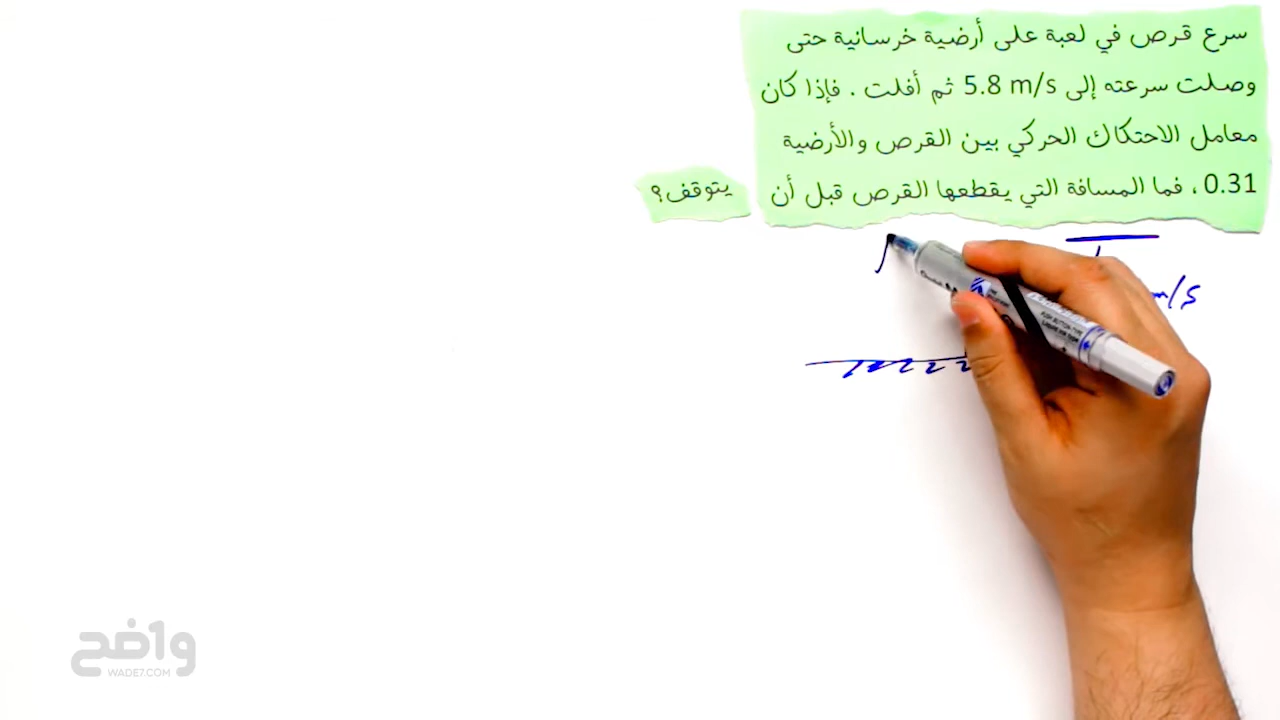 سرع قرص في لعبة على أرضية خرسانية حتى
وصلت سرعته إلى 5.8 m/s ثم أفلت . فإذا كان
معامل الاحتكاك الحركي بين القرص والأرضية
0.31 ، فما المسافة التي يقطعها القرص قبل أن
يتوقف؟
m/s
واضح
WADE7.COM